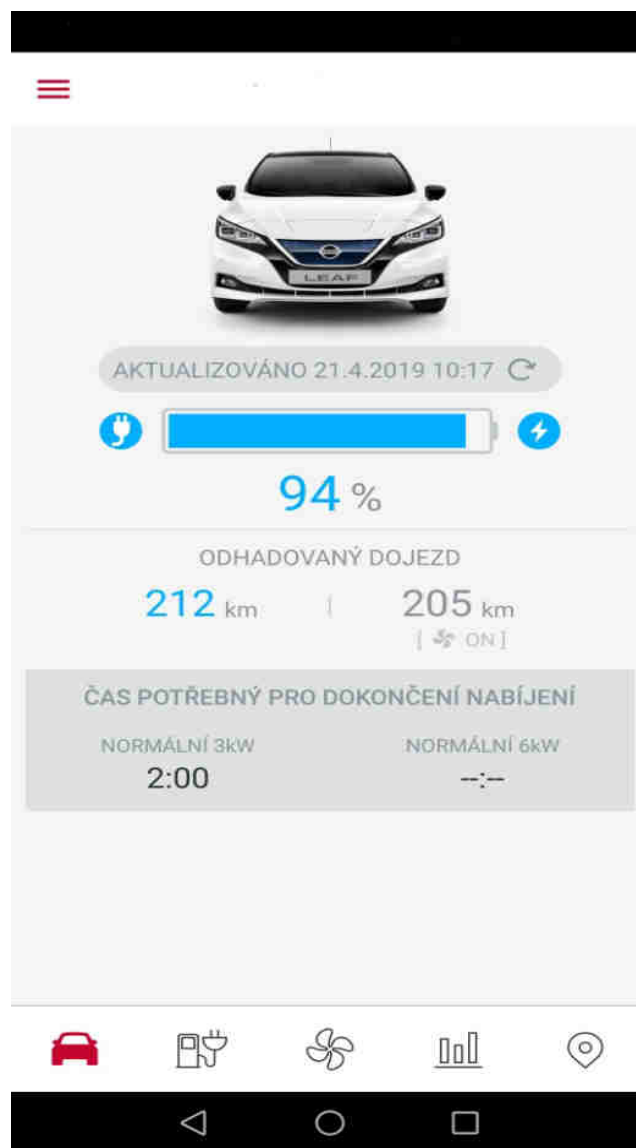 LEAF
AKTUALIZOVÁNO 21.4.2019 10:17
94 %
ODHADOVANÝ DOJEZD
212 km | 205 km
[ ON ]
ČAS POTŘEBNÝ PRO DOKONČENÍ NABÍJENÍ
NORMÁLNÍ 3kW NORMÁLNÍ 6kW
2:00 --:--